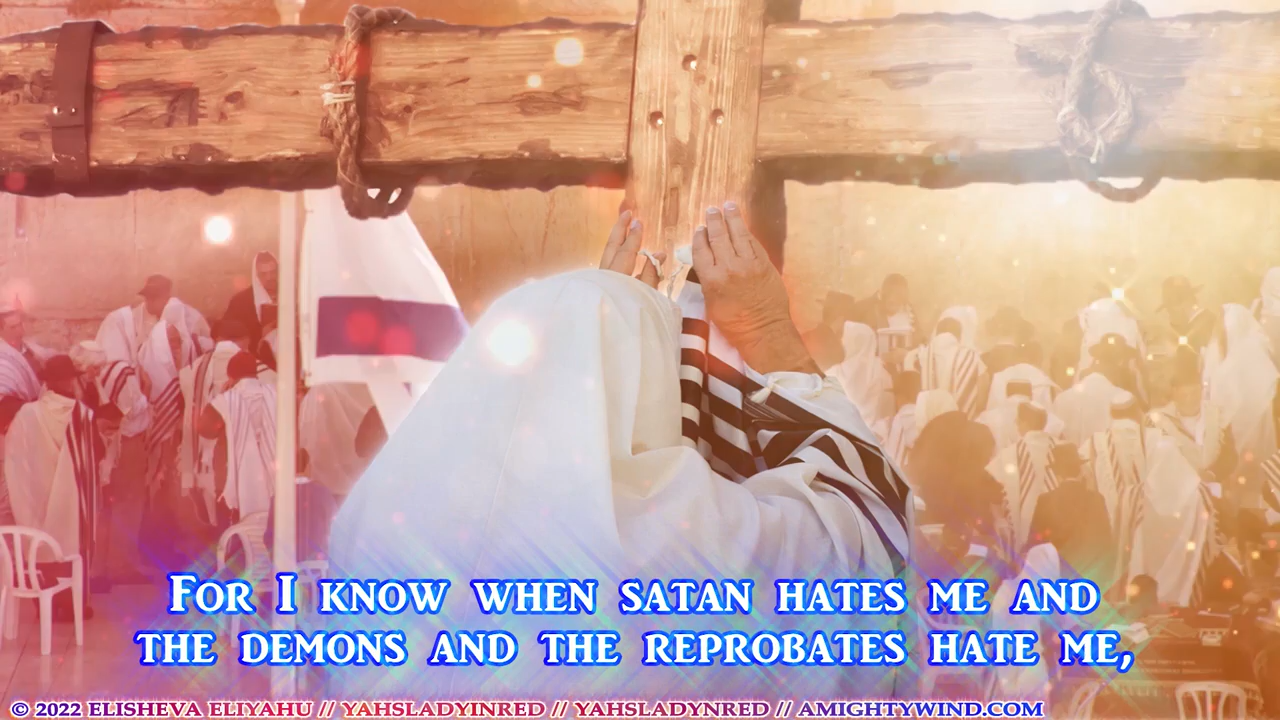 For I know when satan hates me and
the demons and the reprobates hate me,
© 2022 ELISHEVA ELIYAHU // YAHSLADYINRED // YAHSLADYNRED // AMIGHTYWIND.COM